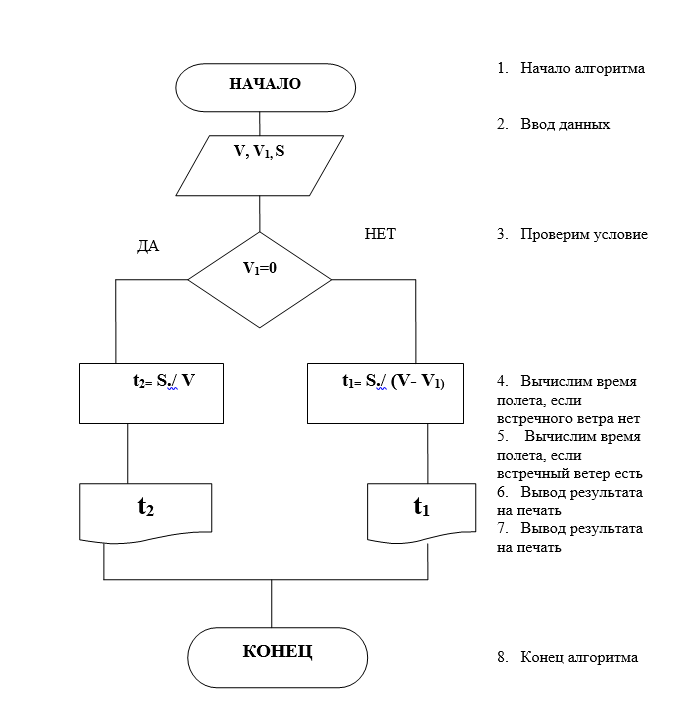 НАЧАЛО
V, V1, S
ДА
НЕТ
V1=0
t2= S./ V
t1= S./ (V- V1)
t2
t1
КОНЕЦ
1. Начало алгоритма
2. Ввод данных
3. Проверим условие
4. Вычислим время
полета, если
встречного ветра нет
5. Вычислим время
полета, если
встречный ветер есть
6. Вывод результата
на печать
7. Вывод результата
на печать
8. Конец алгоритма